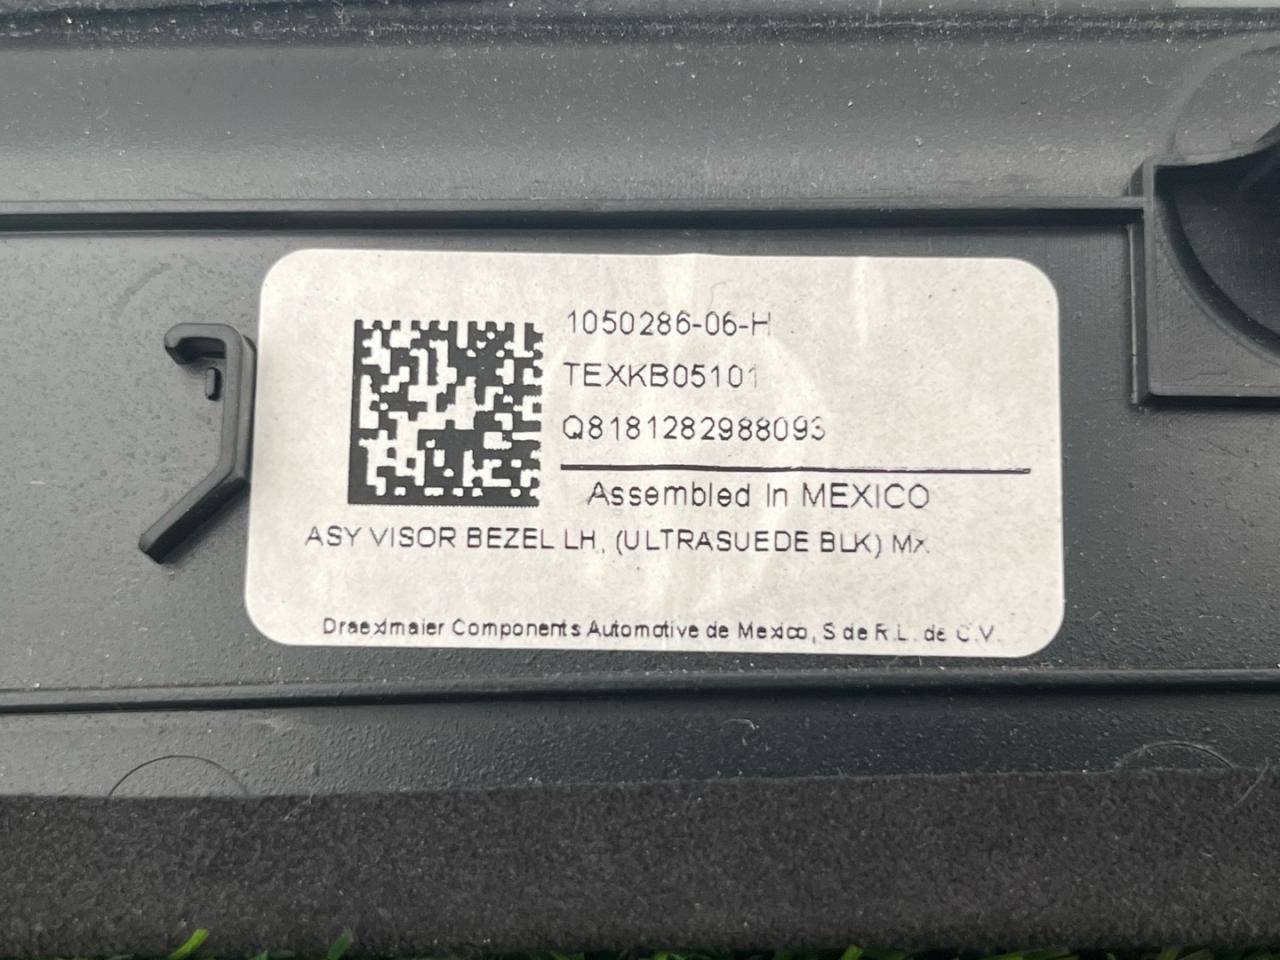 1050286-06-H
TEXKB05101
Q8181282988093
Assembled In MEXICO
ASY VISOR BEZEL LH, (ULTRASUEDE BLK) MX
Draexlmaier Components Automotive de Mexico, S de R.L. de C.V.